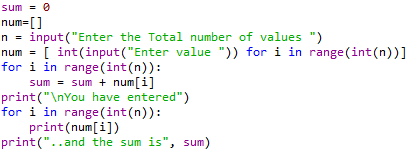 sum = 0
num=[]
n = input("Enter the Total number of values ")
num = [ int(input("Enter value ")) for i in range(int(n))]
for i in range(int(n)):
    sum = sum + num[i]
print("\nYou have entered")
for i in range(int(n)):
    print(num[i])
print("..and the sum is", sum)